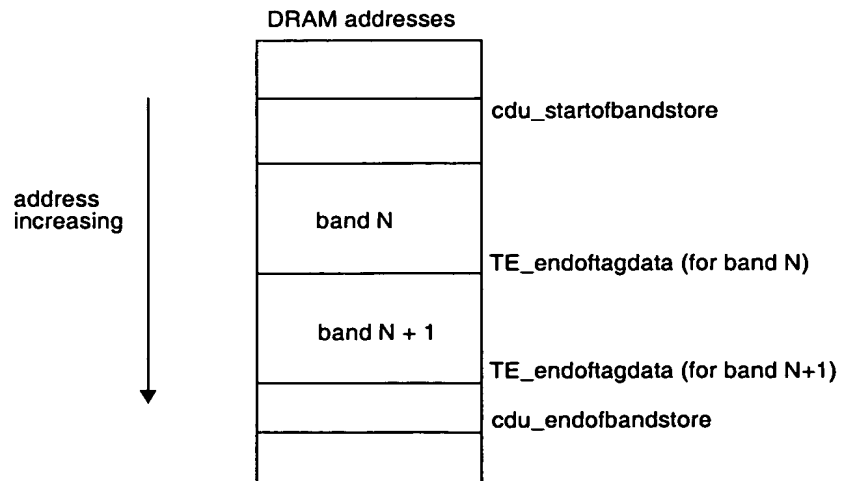 DRAM addresses
cdu_startofbandstore
address
increasing
band N
TE_endoftagdata (for band N)
band N + 1
TE_endoftagdata (for band N+1)
cdu_endofbandstore